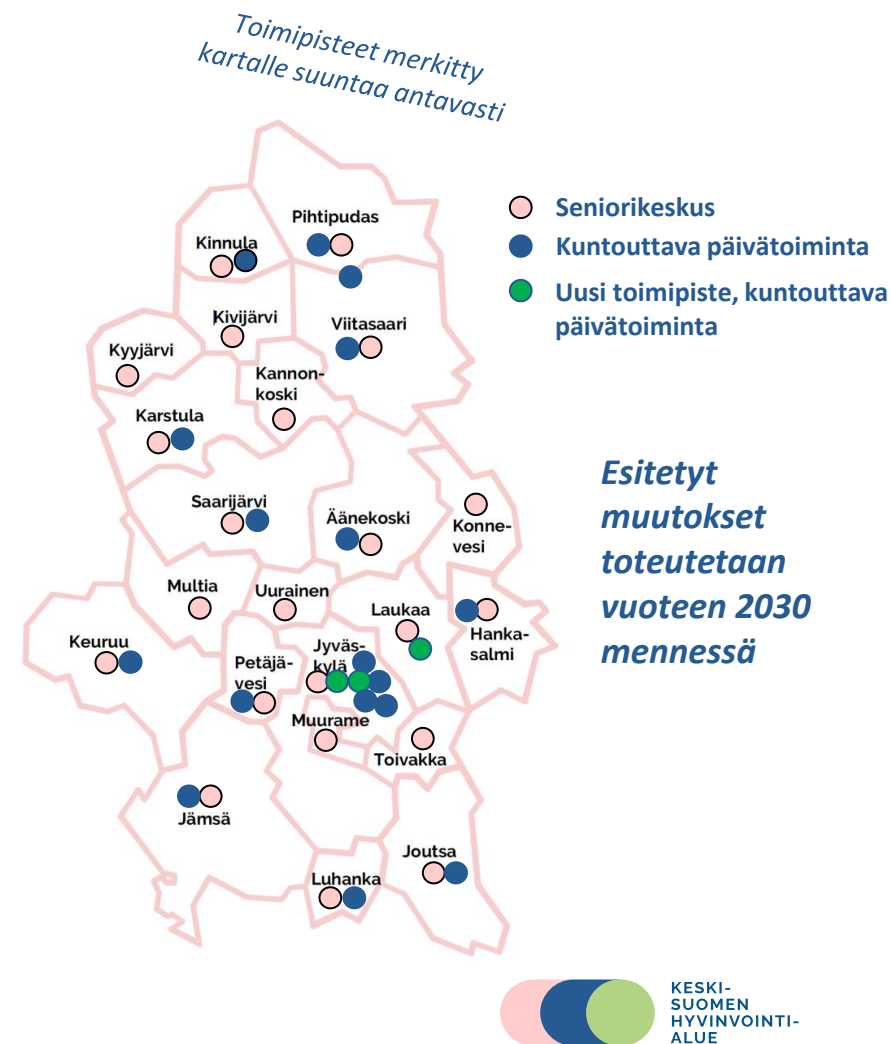 Toimipisteet merkitty
kartalle suuntaa antavasti
Seniorikeskus
Kuntouttava päivätoiminta
Uusi toimipiste, kuntouttava
päivätoiminta
Pihtipudas
Kinnula
Kivijärvi
Viitasaari
Kyyjärvi
Kannon-
koski
Karstula
Saarijärvi
Äänekoski
Konne-
vesi
Multia
Uurainen
Laukaa
Hanka-
salmi
Keuruu
Petäjä-
vesi
Jyväs-
kylä
Muurame
Toivakka
Jämsä
Joutsa
Luhanka
Esitetyt
muutokset
toteutetaan
vuoteen 2030
mennessä
KESKI-
SUOMEN
HYVINVOINTI-
ALUE